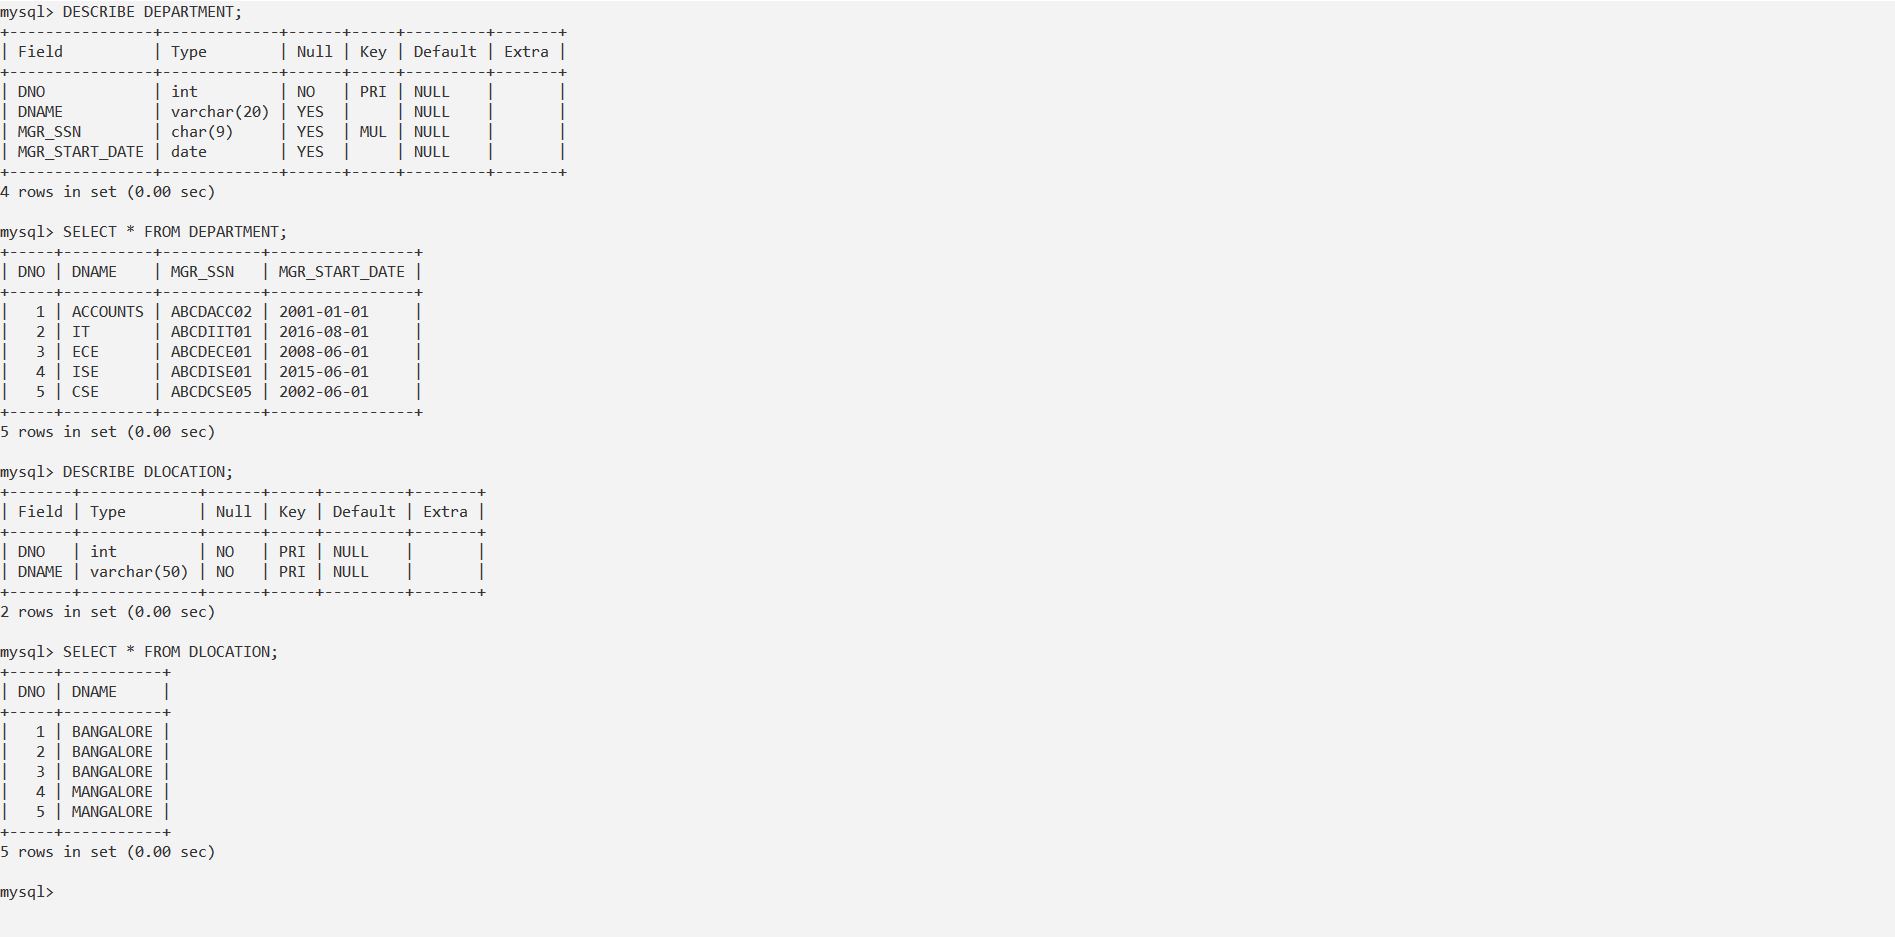 mysql> DESCRIBE DEPARTMENT;
+----------------+-------------+------+-----+---------+-------+
| Field          | Type        | Null | Key | Default | Extra |
+----------------+-------------+------+-----+---------+-------+
| DNO            | int         | NO   | PRI | NULL    |       |
| DNAME          | varchar(20) | YES  |     | NULL    |       |
| MGR_SSN        | char(9)     | YES  | MUL | NULL    |       |
| MGR_START_DATE | date        | YES  |     | NULL    |       |
+----------------+-------------+------+-----+---------+-------+
4 rows in set (0.00 sec)

mysql> SELECT * FROM DEPARTMENT;
+-----+----------+-----------+----------------+
| DNO | DNAME    | MGR_SSN   | MGR_START_DATE |
+-----+----------+-----------+----------------+
|   1 | ACCOUNTS | ABCDACC02 | 2001-01-01     |
|   2 | IT       | ABCDIIT01 | 2016-08-01     |
|   3 | ECE      | ABCDECE01 | 2008-06-01     |
|   4 | ISE      | ABCDISE01 | 2015-06-01     |
|   5 | CSE      | ABCDCSE05 | 2002-06-01     |
+-----+----------+-----------+----------------+
5 rows in set (0.00 sec)

mysql> DESCRIBE DLOCATION;
+-------+-------------+------+-----+---------+-------+
| Field | Type        | Null | Key | Default | Extra |
+-------+-------------+------+-----+---------+-------+
| DNO   | int         | NO   | PRI | NULL    |       |
| DNAME | varchar(50) | NO   | PRI | NULL    |       |
+-------+-------------+------+-----+---------+-------+
2 rows in set (0.00 sec)

mysql> SELECT * FROM DLOCATION;
+-----+-----------+
| DNO | DNAME     |
+-----+-----------+
|   1 | BANGALORE |
|   2 | BANGALORE |
|   3 | BANGALORE |
|   4 | MANGALORE |
|   5 | MANGALORE |
+-----+-----------+
5 rows in set (0.00 sec)

mysql>